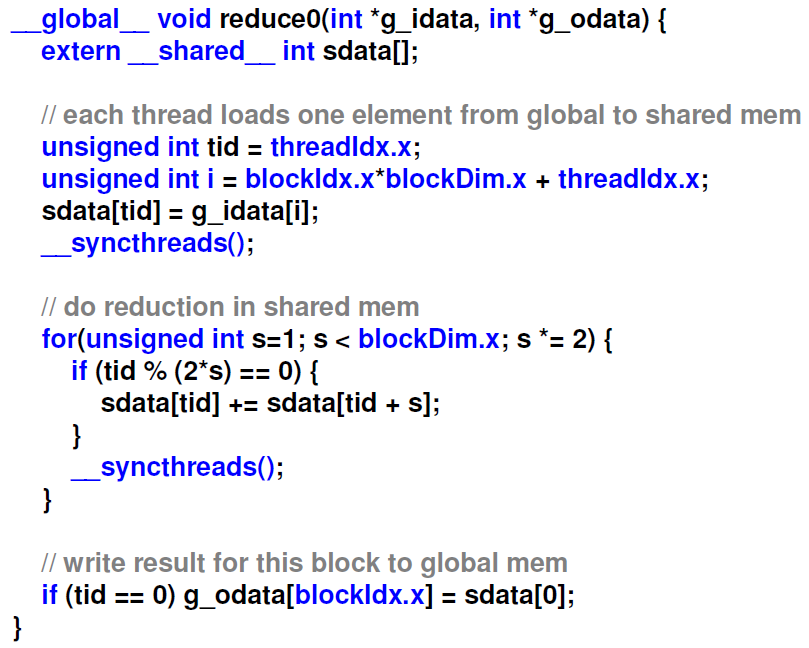 __global__ void reduce0(int *g_idata, int *g_odata) {
extern __shared__ int sdata[];
// each thread loads one element from global to shared mem
unsigned int tid = threadIdx.x;
unsigned int i = blockIdx.x*blockDim.x + threadIdx.x;
sdata[tid] = g_idata[i];
__syncthreads();
// do reduction in shared mem
for(unsigned int s=1; s < blockDim.x; s *= 2) {
if (tid % (2*s) == 0) {
sdata[tid] += sdata[tid + s];
}
__syncthreads();
}
// write result for this block to global mem
if (tid == 0) g_odata[blockIdx.x] = sdata[0];
}